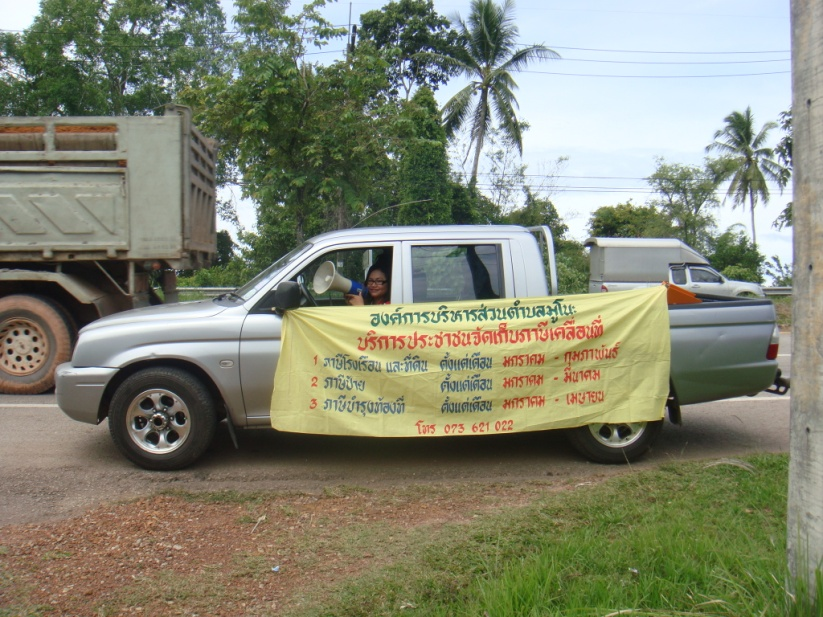 องค์การบริหารส่วนตำบลมูโนะ
บริการประชาชนจัดเก็บภาษีเคลื่อนที่
1 ภาษีโรงเรือน และที่ดิน ตั้งแต่เดือน มกราคม - กุมภาพันธ์
2 ภาษีป้าย ตั้งแต่เดือน มกราคม - มีนาคม
3 ภาษีบำรุงท้องที่ ตั้งแต่เดือน มกราคม - เมษายน
โทร 073 621 022